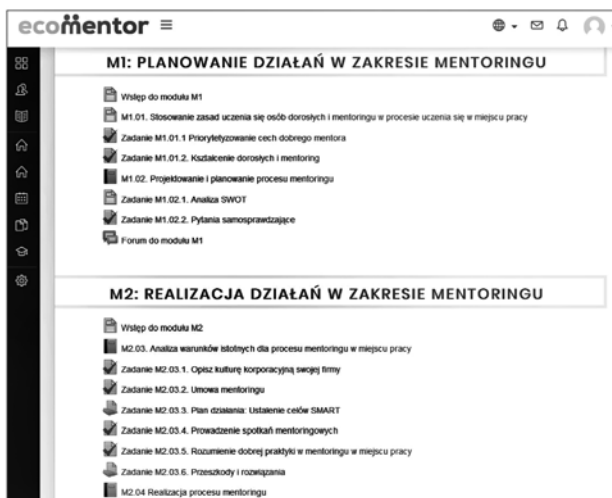 ecomentor
M1: PLANOWANIE DZIAŁAŃ W ZAKRESIE MENTORINGU
Wstęp do modułu M1
M1.01. Stosowanie zasad uczenia się osób dorosłych i mentoringu w procesie uczenia się w miejscu pracy
Zadanie M1.01.1 Priorytetyzowanie cech dobrego mentora
Zadanie M1.01.2. Kształcenie dorosłych i mentoring
M1.02. Projektowanie i planowanie procesu mentoringu
Zadanie M1.02.1. Analiza SWOT
Zadanie M1.02.2. Pytania samosprawdzające
Forum do modułu M1
M2: REALIZACJA DZIAŁAŃ W ZAKRESIE MENTORINGU
Wstęp do modułu M2
M2.03. Analiza warunków istotnych dla procesu mentoringu w miejscu pracy
Zadanie M2.03.1. Opisz kulturę korporacyjną swojej firmy
Zadanie M2.03.2. Umowa mentoringu
Zadanie M2.03.3. Plan działania: Ustalenie celów SMART
Zadanie M2.03.4. Prowadzenie spotkań mentoringowych
Zadanie M2.03.5. Rozumienie dobrej praktyki w mentoringu w miejscu pracy
Zadanie M2.03.6. Przeszkody i rozwiązania
M2.04 Realizacja procesu mentoringu